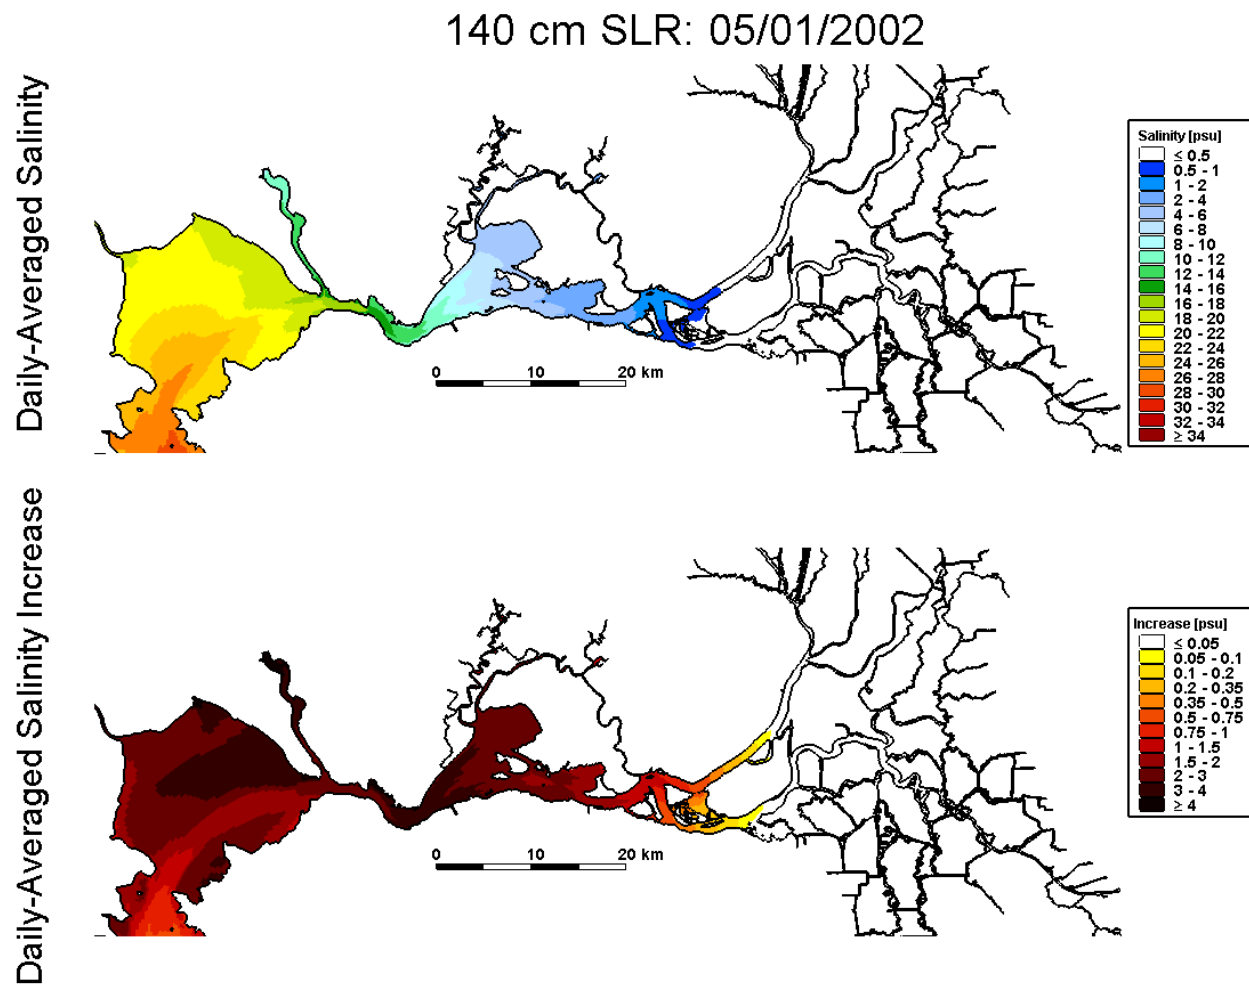 140 cm SLR: 05/01/2002
Daily-Averaged Salinity
0 10 20 km
Salinity [psu]
≤ 0.5
0.5 - 1
1 - 2
2 - 4
4 - 6
6 - 8
8 - 10
10 - 12
12 - 14
14 - 16
16 - 18
18 - 20
20 - 22
22 - 24
24 - 26
26 - 28
28 - 30
30 - 32
32 - 34
≥ 34
Daily-Averaged Salinity Increase
0 10 20 km
Increase [psu]
≤ 0.05
0.05 - 0.1
0.1 - 0.2
0.2 - 0.35
0.35 - 0.5
0.5 - 0.75
0.75 - 1
1 - 1.5
1.5 - 2
2 - 3
3 - 4
≥ 4